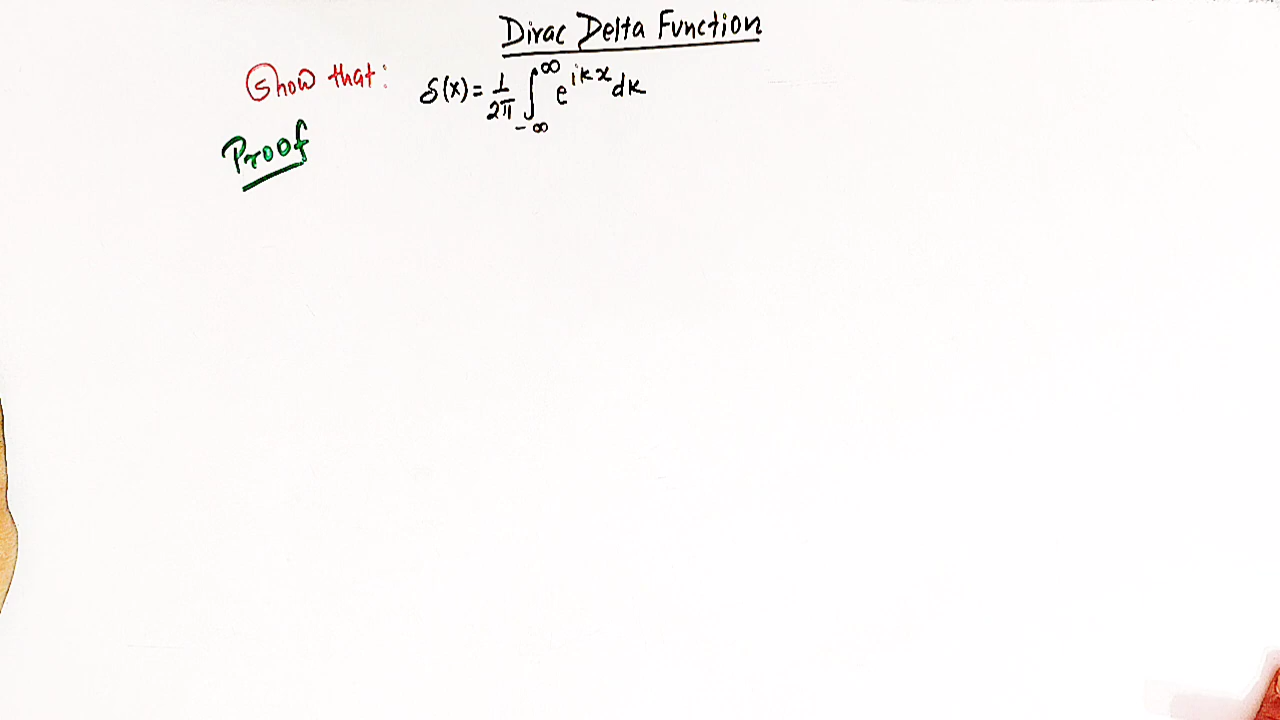 Dirac Delta Function
Show that: δ(x) = 1/2π ∫_{-∞}^{∞} e^{ikx} dk
Proof